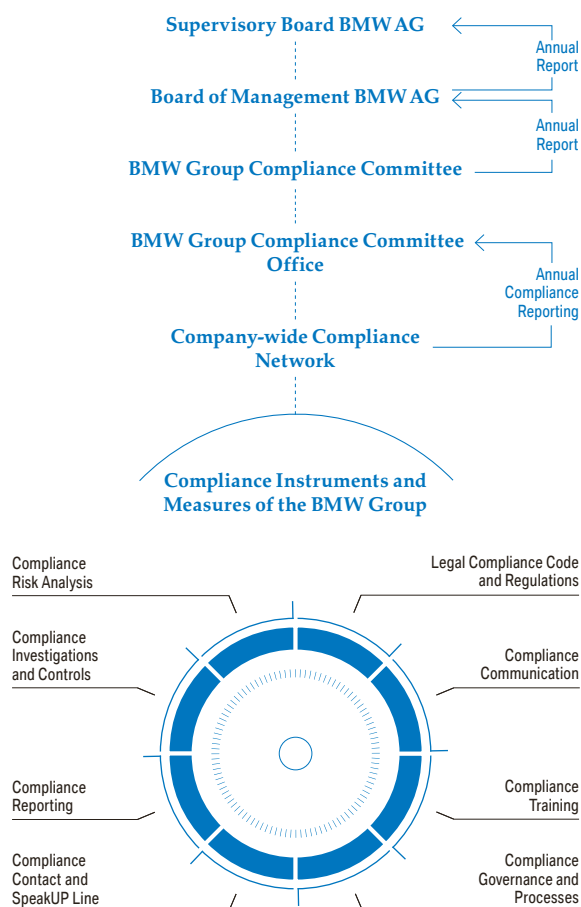 Supervisory Board BMW AG
Annual
Report
Board of Management BMW AG
Annual
Report
BMW Group Compliance Committee
BMW Group Compliance Committee
Office
Annual
Compliance
Reporting
Company-wide Compliance
Network
Compliance Instruments and
Measures of the BMW Group
Compliance
Risk Analysis
Legal Compliance Code
and Regulations
Compliance
Investigations
and Controls
Compliance
Communication
Compliance
Reporting
Compliance
Training
Compliance
Contact and
SpeakUP Line
Compliance
Governance and
Processes